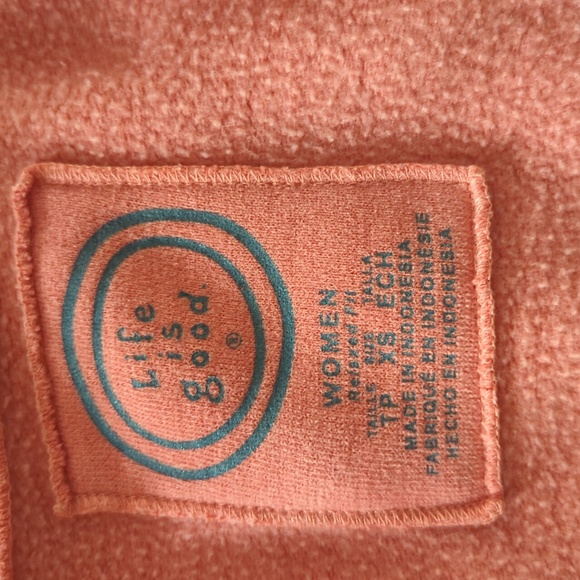 Life
is
good.
®
WOMEN
Relaxed Fit
TAILLE SIZE TALLA
TP XS ECH
MADE IN INDONESIA
FABRIQUÉ EN INDONÉSIE
HECHO EN INDONESIA